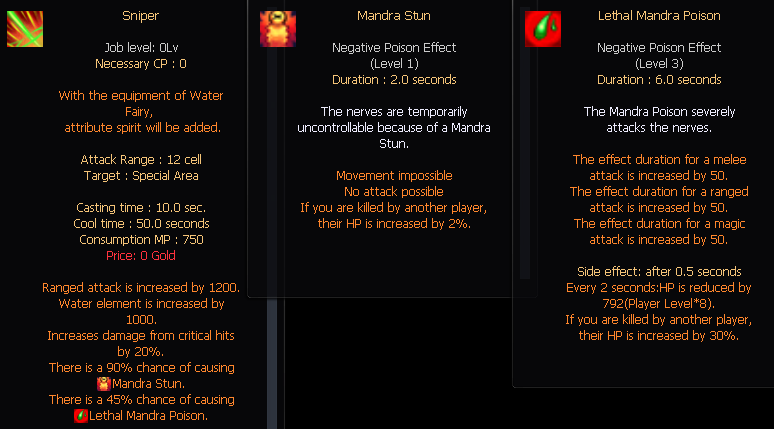 Sniper
Job level: 0Lv
Necessary CP : 0
With the equipment of Water
Fairy,
attribute spirit will be added.
Attack Range : 12 cell
Target : Special Area
Casting time : 10.0 sec.
Cool time : 50.0 seconds
Consumption MP : 750
Price: 0 Gold
Ranged attack is increased by 1200.
Water element is increased by
1000.
Increases damage from critical hits
by 20%.
There is a 90% chance of causing
Mandra Stun.
There is a 45% chance of causing
Lethal Mandra Poison.
Mandra Stun
Negative Poison Effect
(Level 1)
Duration : 2.0 seconds
The nerves are temporarily
uncontrollable because of a Mandra
Stun.
Movement impossible
No attack possible
If you are killed by another player,
their HP is increased by 2%.
Lethal Mandra Poison
Negative Poison Effect
(Level 3)
Duration : 6.0 seconds
The Mandra Poison severely
attacks the nerves.
The effect duration for a melee
attack is increased by 50.
The effect duration for a ranged
attack is increased by 50.
The effect duration for a magic
attack is increased by 50.
Side effect: after 0.5 seconds
Every 2 seconds:HP is reduced by
792(Player Level*8).
If you are killed by another player,
their HP is increased by 30%.